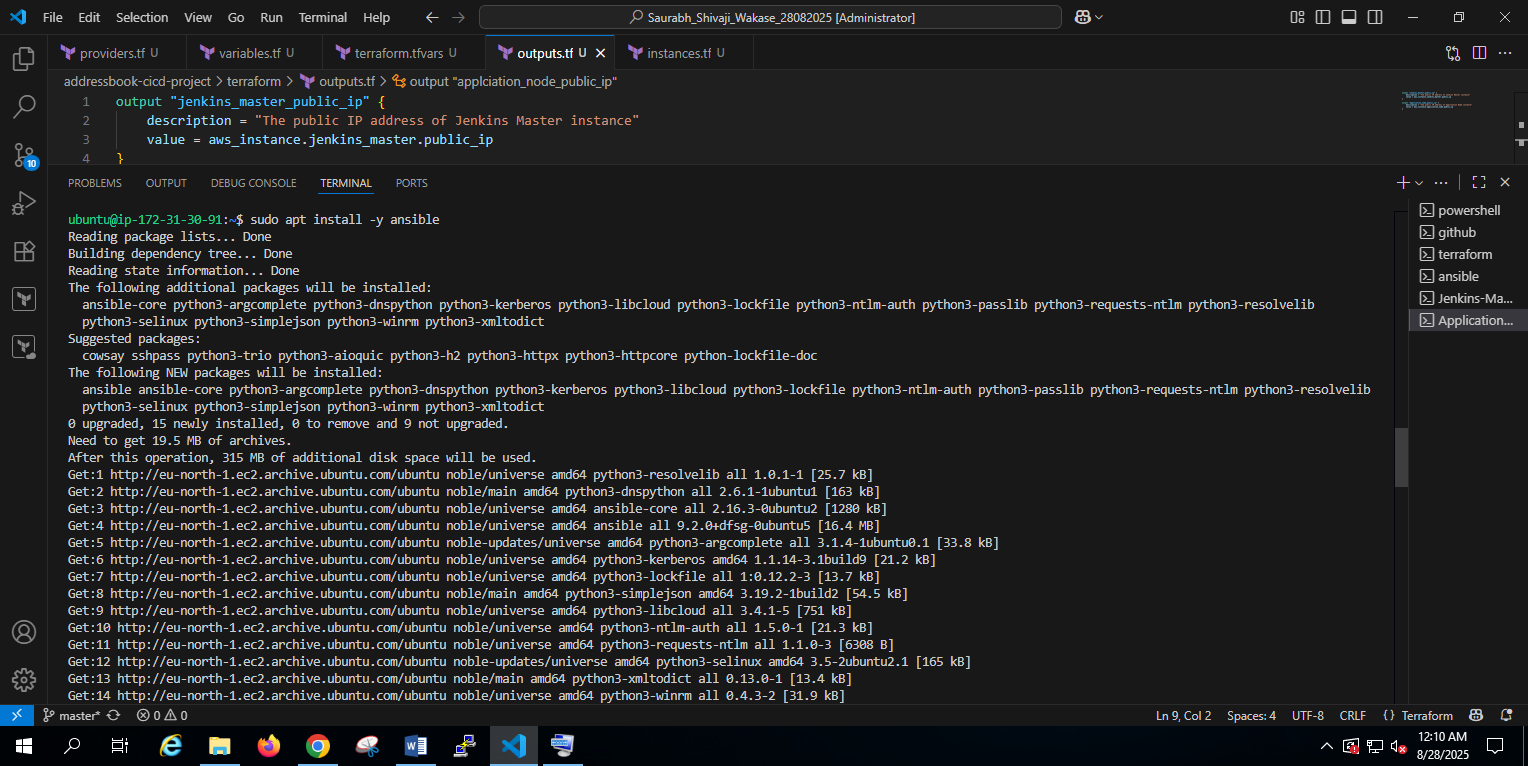 File Edit Selection View Go Run Terminal Help
Saurabh_Shivaji_Wakase_28082025 [Administrator]
providers.tf U variables.tf U terraform.tfvars U outputs.tf U instances.tf U
addressbook-cicd-project > terraform > outputs.tf > output "applciation_node_public_ip"
1 output "jenkins_master_public_ip" {
2 description = "The public IP address of Jenkins Master instance"
3 value = aws_instance.jenkins_master.public_ip
4 }
10
PROBLEMS OUTPUT DEBUG CONSOLE TERMINAL PORTS
ubuntu@ip-172-31-30-91:~$ sudo apt install -y ansible
Reading package lists... Done
Building dependency tree... Done
Reading state information... Done
The following additional packages will be installed:
ansible-core python3-argcomplete python3-dnspython python3-kerberos python3-libcloud python3-lockfile python3-ntlm-auth python3-passlib python3-requests-ntlm python3-resolvelib
python3-selinux python3-simplejson python3-winrm python3-xmltodict
Suggested packages:
cowsay sshpass python3-trio python3-aioquic python3-h2 python3-httpx python3-httpcore python-lockfile-doc
The following NEW packages will be installed:
ansible ansible-core python3-argcomplete python3-dnspython python3-kerberos python3-libcloud python3-lockfile python3-ntlm-auth python3-passlib python3-requests-ntlm python3-resolvelib
python3-selinux python3-simplejson python3-winrm python3-xmltodict
0 upgraded, 15 newly installed, 0 to remove and 9 not upgraded.
Need to get 19.5 MB of archives.
After this operation, 315 MB of additional disk space will be used.
Get:1 http://eu-north-1.ec2.archive.ubuntu.com/ubuntu noble/universe amd64 python3-resolvelib all 1.0.1-1 [25.7 kB]
Get:2 http://eu-north-1.ec2.archive.ubuntu.com/ubuntu noble/main amd64 python3-dnspython all 2.6.1-1ubuntu1 [163 kB]
Get:3 http://eu-north-1.ec2.archive.ubuntu.com/ubuntu noble/universe amd64 ansible-core all 2.16.3-0ubuntu2 [1280 kB]
Get:4 http://eu-north-1.ec2.archive.ubuntu.com/ubuntu noble/universe amd64 ansible all 9.2.0+dfsg-0ubuntu5 [16.4 MB]
Get:5 http://eu-north-1.ec2.archive.ubuntu.com/ubuntu noble-updates/universe amd64 python3-argcomplete all 3.1.4-1ubuntu0.1 [33.8 kB]
Get:6 http://eu-north-1.ec2.archive.ubuntu.com/ubuntu noble/universe amd64 python3-kerberos amd64 1.1.14-3.1build9 [21.2 kB]
Get:7 http://eu-north-1.ec2.archive.ubuntu.com/ubuntu noble/universe amd64 python3-lockfile all 1:0.12.2-3 [13.7 kB]
Get:8 http://eu-north-1.ec2.archive.ubuntu.com/ubuntu noble/main amd64 python3-simplejson amd64 3.19.2-1build2 [54.5 kB]
Get:9 http://eu-north-1.ec2.archive.ubuntu.com/ubuntu noble/universe amd64 python3-libcloud all 3.4.1-5 [751 kB]
Get:10 http://eu-north-1.ec2.archive.ubuntu.com/ubuntu noble/universe amd64 python3-ntlm-auth all 1.5.0-1 [21.3 kB]
Get:11 http://eu-north-1.ec2.archive.ubuntu.com/ubuntu noble/universe amd64 python3-requests-ntlm all 1.1.0-3 [6308 B]
Get:12 http://eu-north-1.ec2.archive.ubuntu.com/ubuntu noble-updates/universe amd64 python3-selinux amd64 3.5-2ubuntu2.1 [165 kB]
Get:13 http://eu-north-1.ec2.archive.ubuntu.com/ubuntu noble/main amd64 python3-xmltodict all 0.13.0-1 [13.4 kB]
Get:14 http://eu-north-1.ec2.archive.ubuntu.com/ubuntu noble/universe amd64 python3-winrm all 0.4.3-2 [31.9 kB]
powershell
github
terraform
ansible
Jenkins-Ma...
Application...
master* 0 0 Ln 9, Col 2 Spaces: 4 UTF-8 CRLF {} Terraform
12:10 AM
8/28/2025